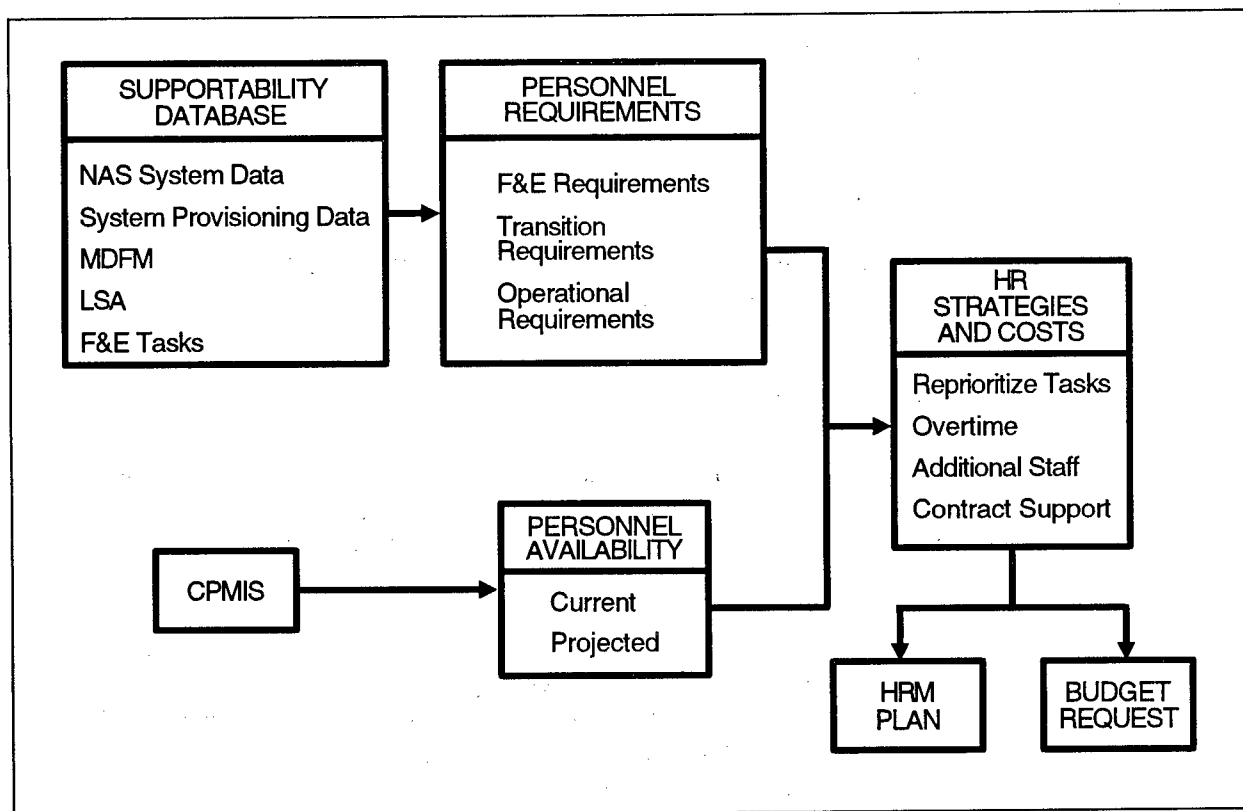 SUPPORTABILITY
DATABASE
NAS System Data
System Provisioning Data
MDFM
LSA
F&E Tasks
PERSONNEL
REQUIREMENTS
F&E Requirements
Transition
Requirements
Operational
Requirements
HR
STRATEGIES
AND COSTS
Reprioritize Tasks
Overtime
Additional Staff
Contract Support
CPMIS
PERSONNEL
AVAILABILITY
Current
Projected
HRM
PLAN
BUDGET
REQUEST